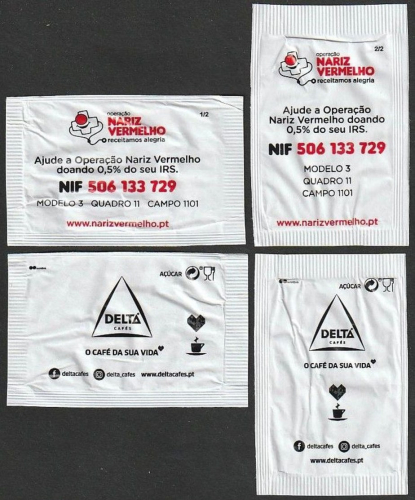 operação
NARIZ
VERMELHO
receitamos alegria
1/2
Ajude a Operação Nariz Vermelho
doando 0,5% do seu IRS.
NIF 506 133 729
MODELO 3 QUADRO 11 CAMPO 1101
www.narizvermelho.pt
operação
NARIZ
VERMELHO
receitamos alegria
2/2
Ajude a Operação
Nariz Vermelho doando
0,5% do seu IRS.
NIF 506 133 729
MODELO 3
QUADRO 11
CAMPO 1101
www.narizvermelho.pt
AÇÚCAR
DELTA
CAFÉS
O CAFÉ DA SUA VIDA
deltacafes delta_cafes www.deltacafes.pt
AÇÚCAR
DELTA
CAFÉS
O CAFÉ DA SUA VIDA
deltacafes delta_cafes
www.deltacafes.pt